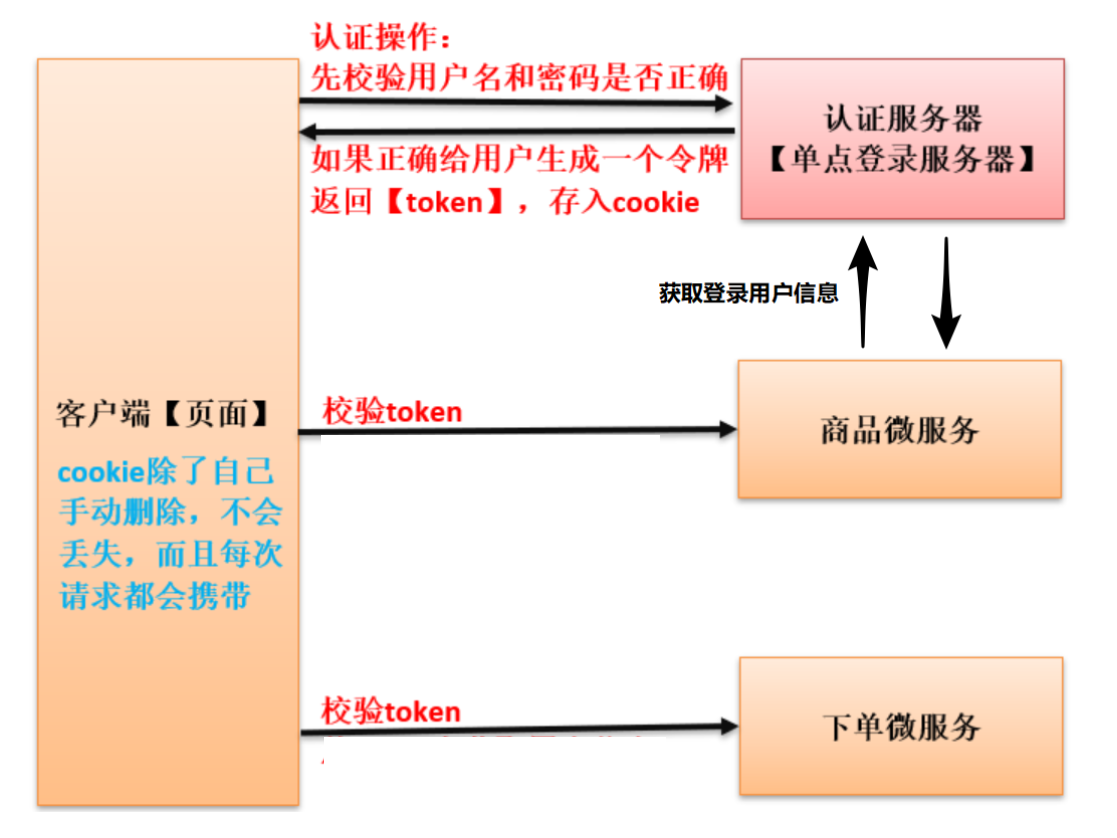 认证操作：
先校验用户名和密码是否正确
认证服务器
【单点登录服务器】
如果正确给用户生成一个令牌
返回【token】，存入cookie
获取登录用户信息
客户端【页面】
cookie除了自己
手动删除，不会
丢失，而且每次
请求都会携带
校验token
商品微服务
校验token
下单微服务